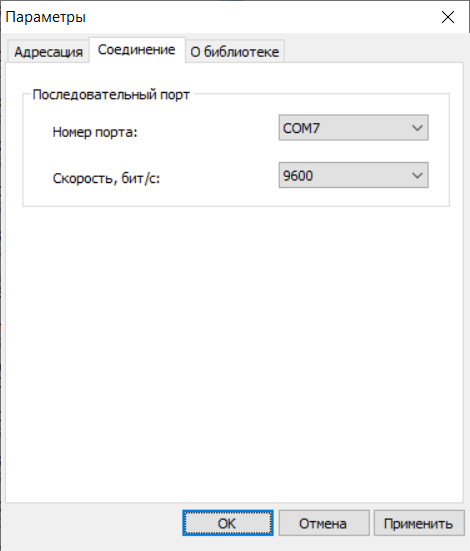 Параметры
Адресация Соединение О библиотеке
Последовательный порт
Номер порта: COM7
Скорость, бит/с: 9600
OK Отмена Применить